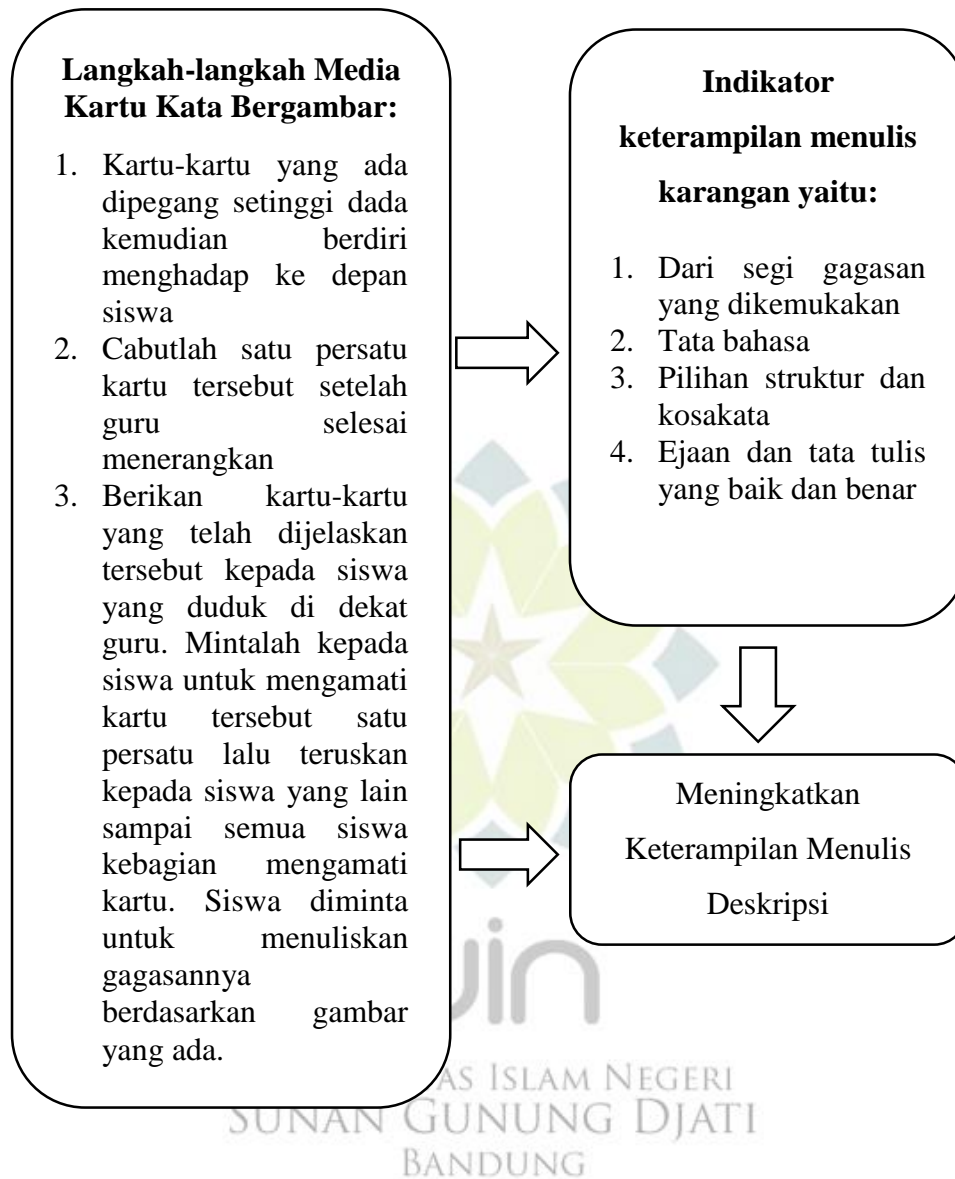 Langkah-langkah Media
Kartu Kata Bergambar:
1. Kartu-kartu yang ada
dipegang setinggi dada
kemudian berdiri
menghadap ke depan
siswa
2. Cabutlah satu persatu
kartu tersebut setelah
guru selesai
menerangkan
3. Berikan kartu-kartu
yang telah dijelaskan
tersebut kepada siswa
yang duduk di dekat
guru. Mintalah kepada
siswa untuk mengamati
kartu tersebut satu
persatu lalu teruskan
kepada siswa yang lain
sampai semua siswa
kebagian mengamati
kartu. Siswa diminta
untuk menuliskan
gagasannya
berdasarkan gambar
yang ada.
Indikator
keterampilan menulis
karangan yaitu:
1. Dari segi gagasan
yang dikemukakan
2. Tata bahasa
3. Pilihan struktur dan
kosakata
4. Ejaan dan tata tulis
yang baik dan benar
Meningkatkan
Keterampilan Menulis
Deskripsi
ISLAM NEGERI
SUNAN GUNUNG DJATI
BANDUNG